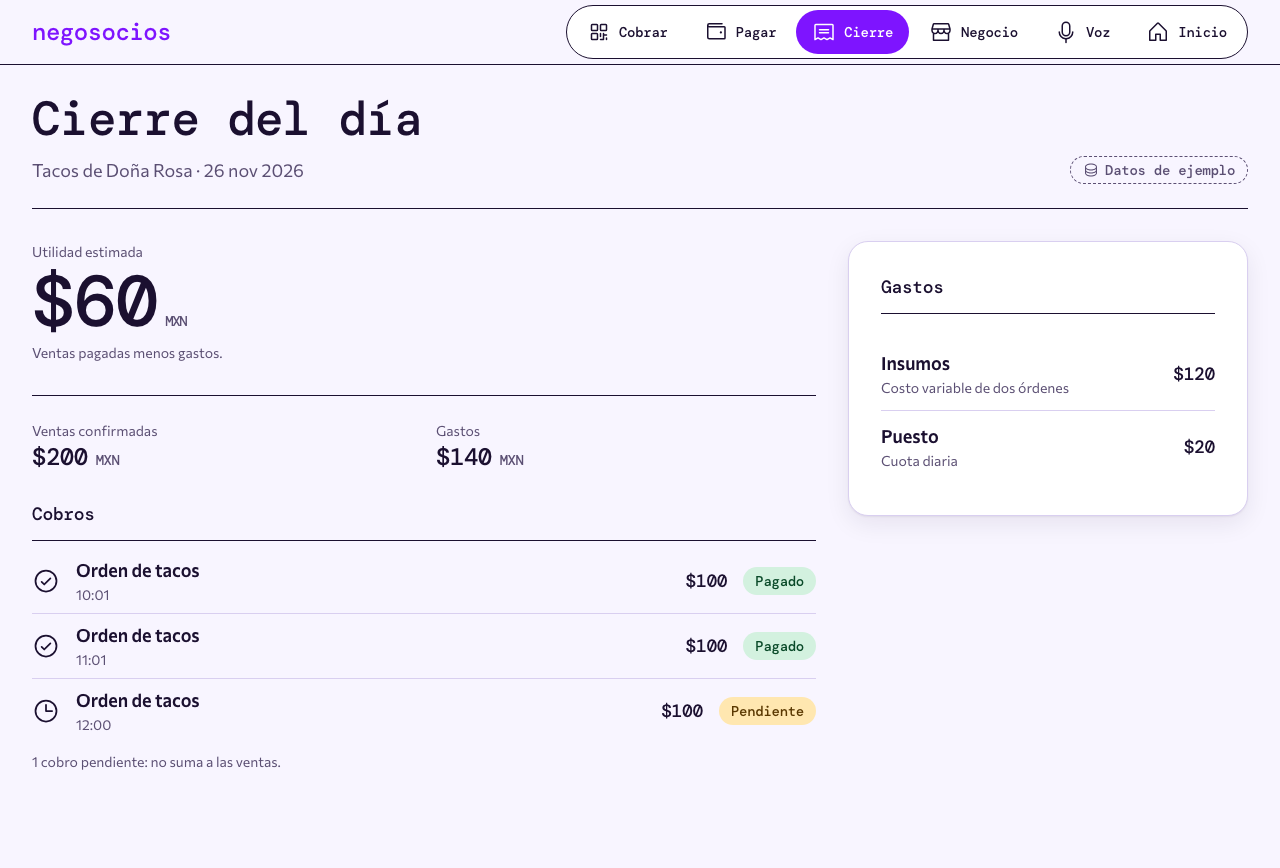 negosocios
Cobrar
Pagar
Cierre
Negocio
Voz
Inicio
Cierre del día
Tacos de Doña Rosa · 26 nov 2026
Datos de ejemplo
Utilidad estimada
$60 MXN
Ventas pagadas menos gastos.
Ventas confirmadas
$200 MXN
Gastos
$140 MXN
Cobros
Orden de tacos
10:01
$100
Pagado
Orden de tacos
11:01
$100
Pagado
Orden de tacos
12:00
$100
Pendiente
1 cobro pendiente: no suma a las ventas.
Gastos
Insumos
Costo variable de dos órdenes
$120
Puesto
Cuota diaria
$20